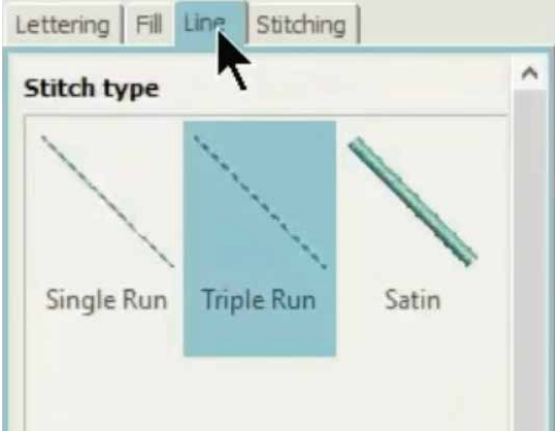 Lettering Fill Line Stitching
Stitch type
Single Run Triple Run Satin